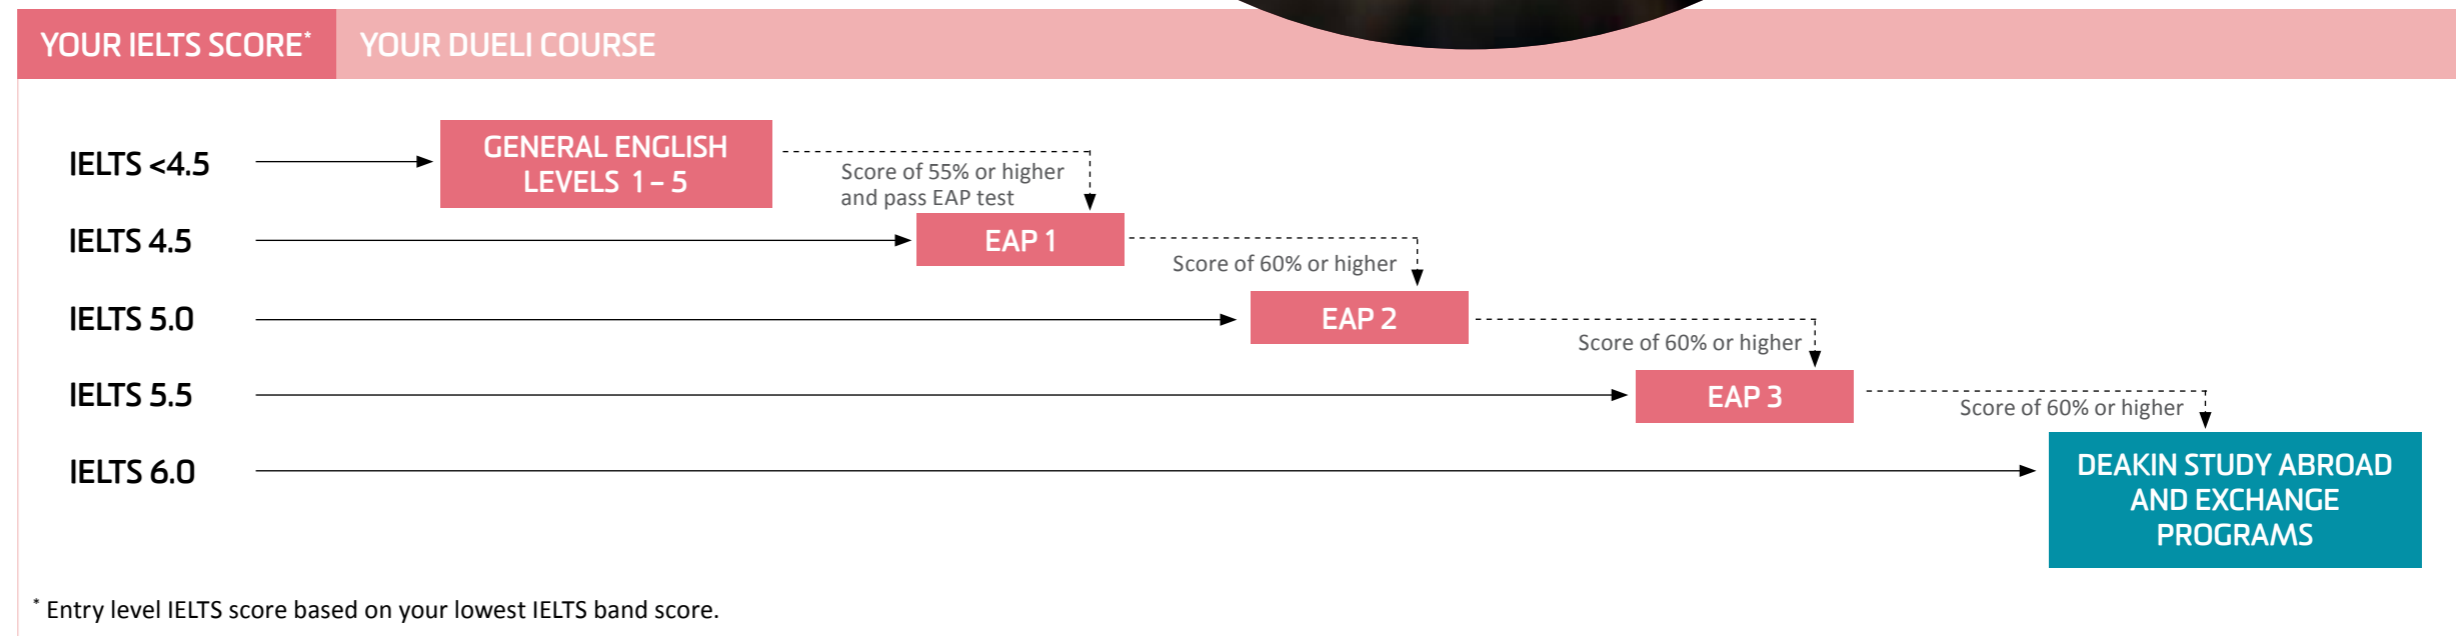 YOUR IELTS SCORE*
YOUR DUELI COURSE
IELTS <4.5
GENERAL ENGLISH
LEVELS 1 – 5
Score of 55% or higher
and pass EAP test
IELTS 4.5
EAP 1
Score of 60% or higher
IELTS 5.0
EAP 2
Score of 60% or higher
IELTS 5.5
EAP 3
Score of 60% or higher
IELTS 6.0
DEAKIN STUDY ABROAD
AND EXCHANGE
PROGRAMS
* Entry level IELTS score based on your lowest IELTS band score.